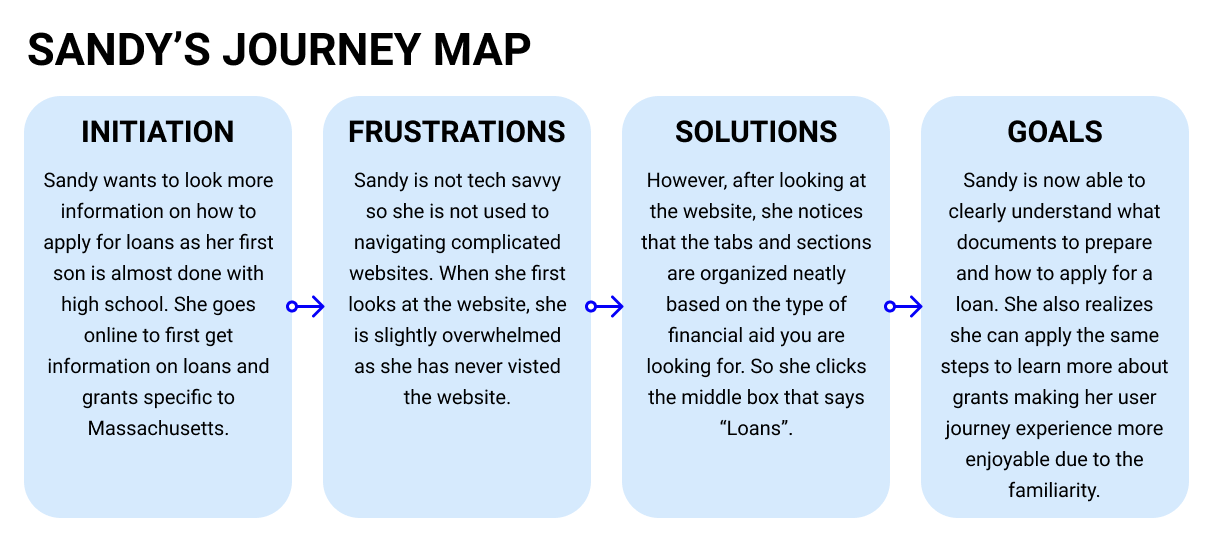 SANDY’S JOURNEY MAP
INITIATION
Sandy wants to look more
information on how to
apply for loans as her first
son is almost done with
high school. She goes
online to first get
information on loans and
grants specific to
Massachusetts.
FRUSTRATIONS
Sandy is not tech savvy
so she is not used to
navigating complicated
websites. When she first
looks at the website, she
is slightly overwhelmed
as she has never visted
the website.
SOLUTIONS
However, after looking at
the website, she notices
that the tabs and sections
are organized neatly
based on the type of
financial aid you are
looking for. So she clicks
the middle box that says
“Loans”.
GOALS
Sandy is now able to
clearly understand what
documents to prepare
and how to apply for a
loan. She also realizes
she can apply the same
steps to learn more about
grants making her user
journey experience more
enjoyable due to the
familiarity.